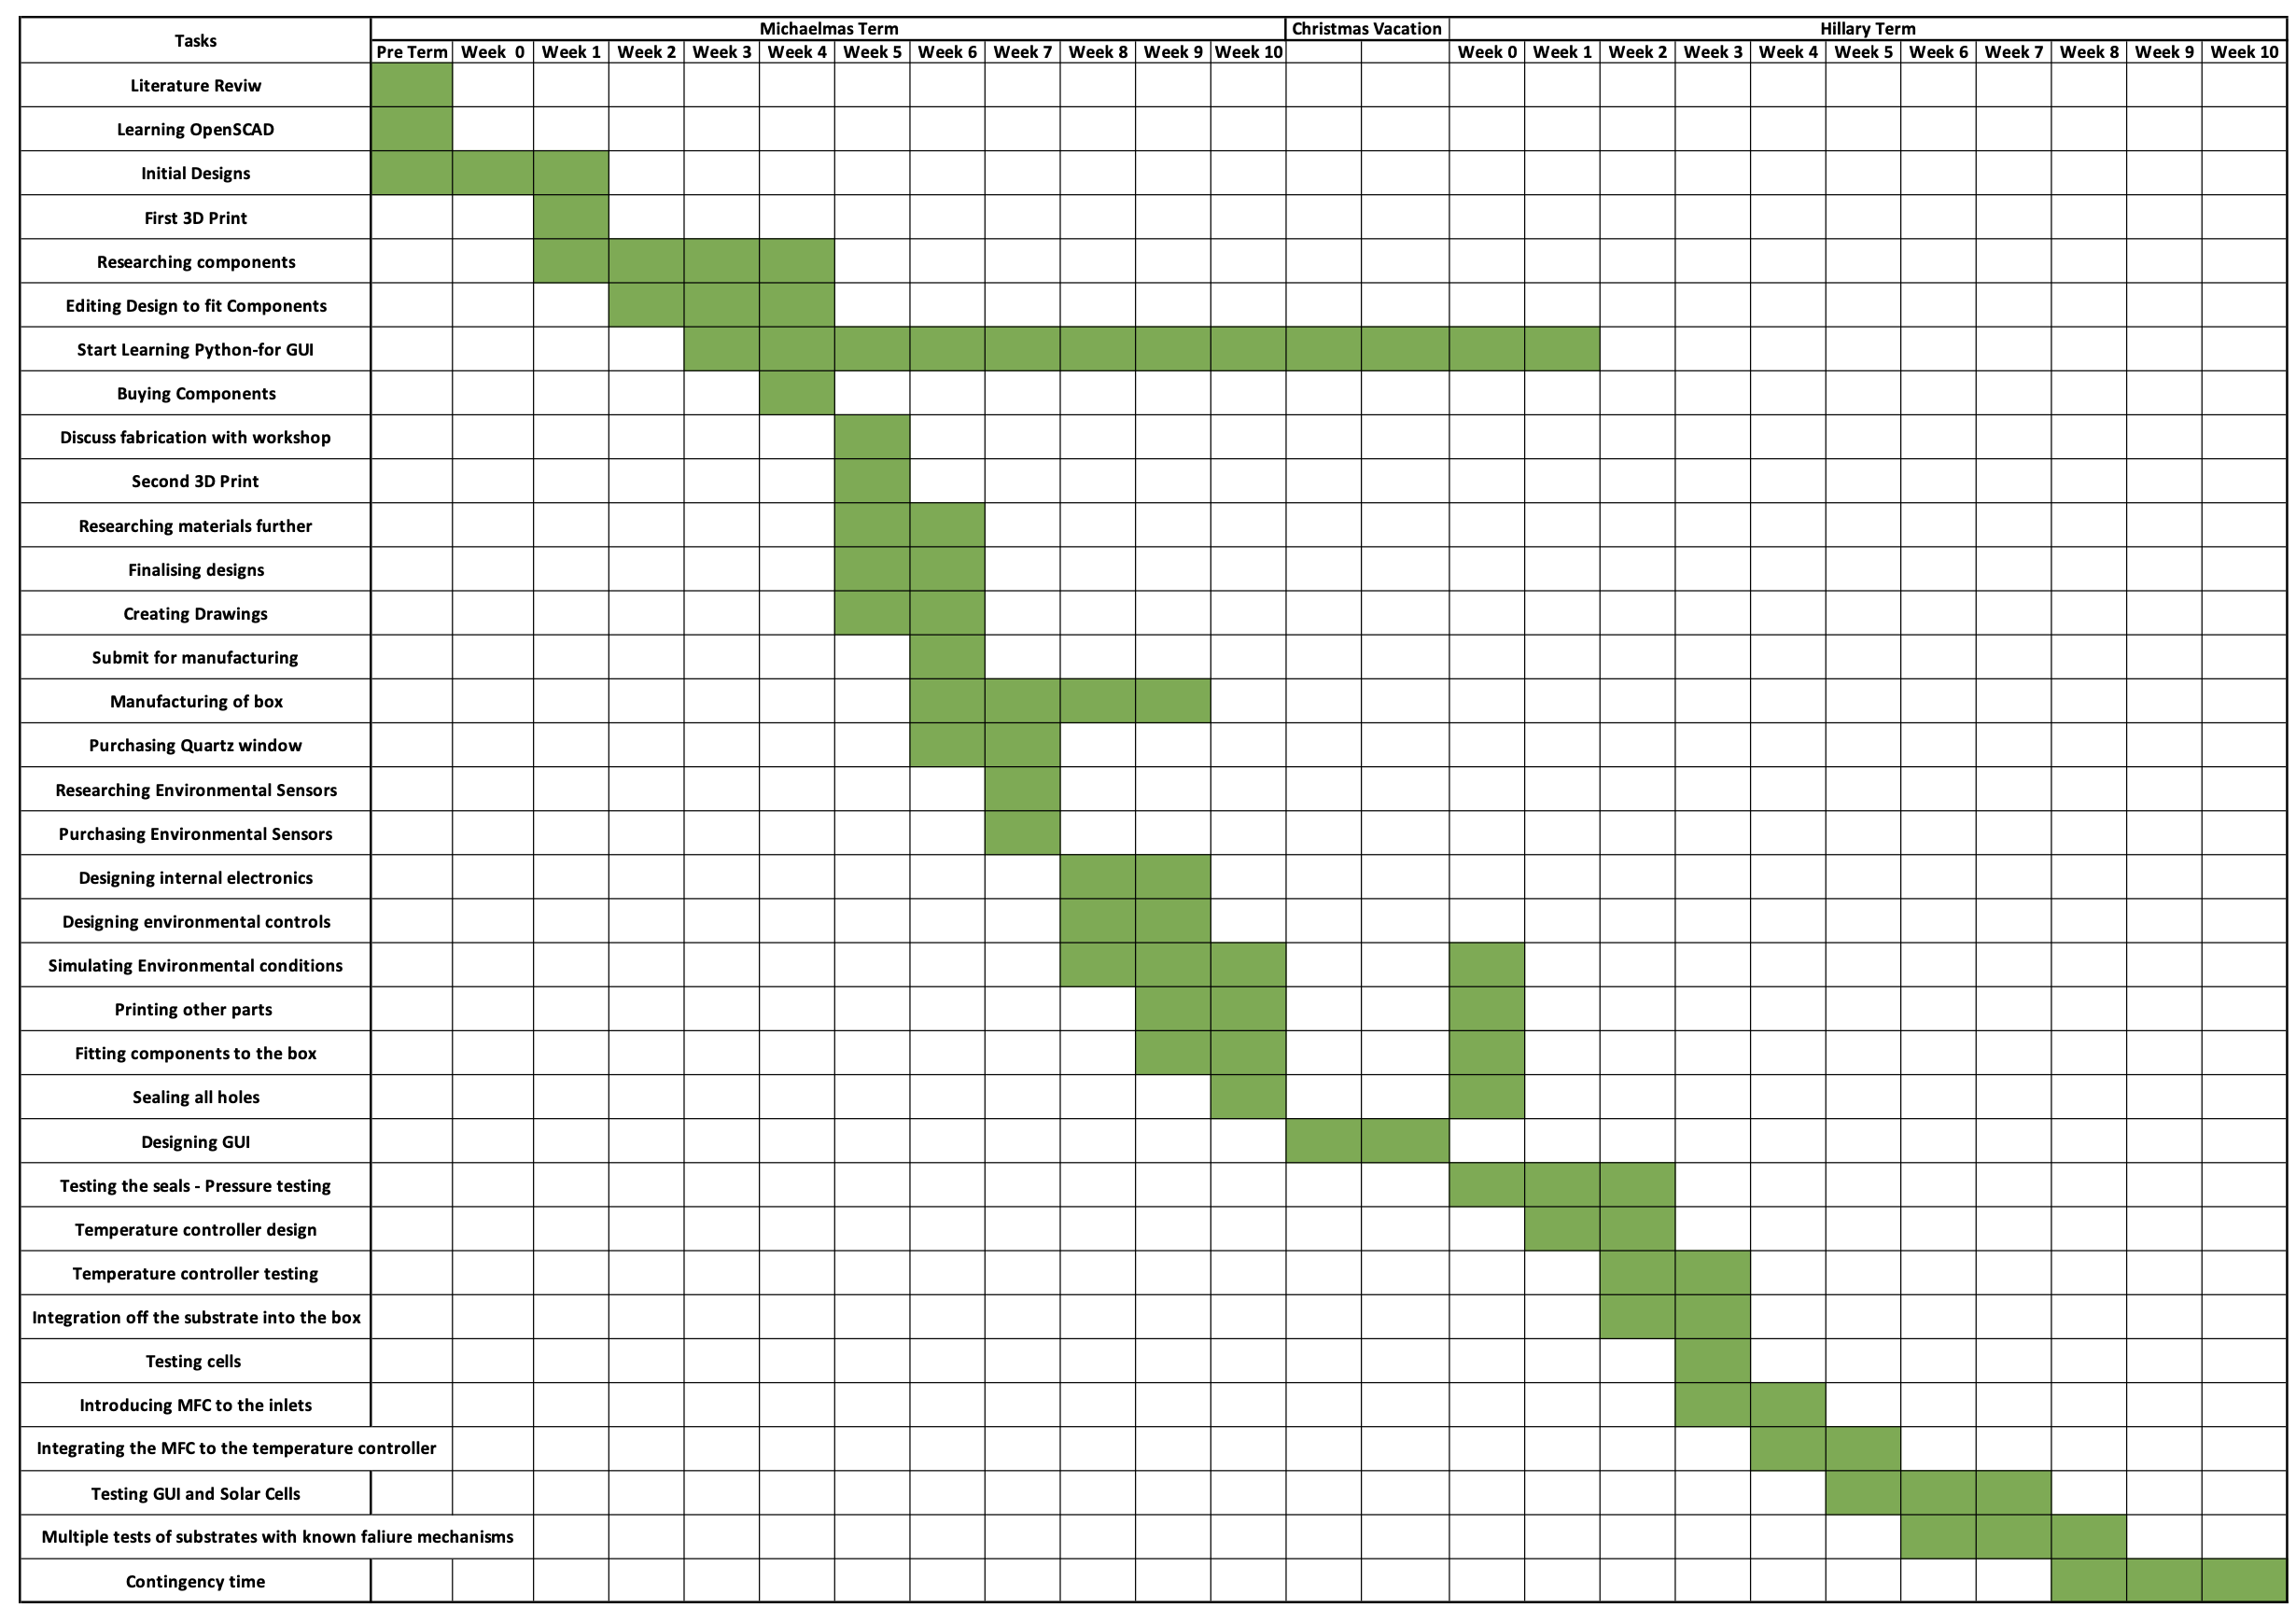 Tasks
Michaelmas Term Christmas Vacation Hillary Term
Pre Term Week 0 Week 1 Week 2 Week 3 Week 4 Week 5 Week 6 Week 7 Week 8 Week 9 Week 10 Week 0 Week 1 Week 2 Week 3 Week 4 Week 5 Week 6 Week 7 Week 8 Week 9 Week 10
Literature Reviw
Learning OpenSCAD
Initial Designs
First 3D Print
Researching components
Editing Design to fit Components
Start Learning Python-for GUI
Buying Components
Discuss fabrication with workshop
Second 3D Print
Researching materials further
Finalising designs
Creating Drawings
Submit for manufacturing
Manufacturing of box
Purchasing Quartz window
Researching Environmental Sensors
Purchasing Environmental Sensors
Designing internal electronics
Designing environmental controls
Simulating Environmental conditions
Printing other parts
Fitting components to the box
Sealing all holes
Designing GUI
Testing the seals - Pressure testing
Temperature controller design
Temperature controller testing
Integration off the substrate into the box
Testing cells
Introducing MFC to the inlets
Integrating the MFC to the temperature controller
Testing GUI and Solar Cells
Multiple tests of substrates with known faliure mechanisms
Contingency time